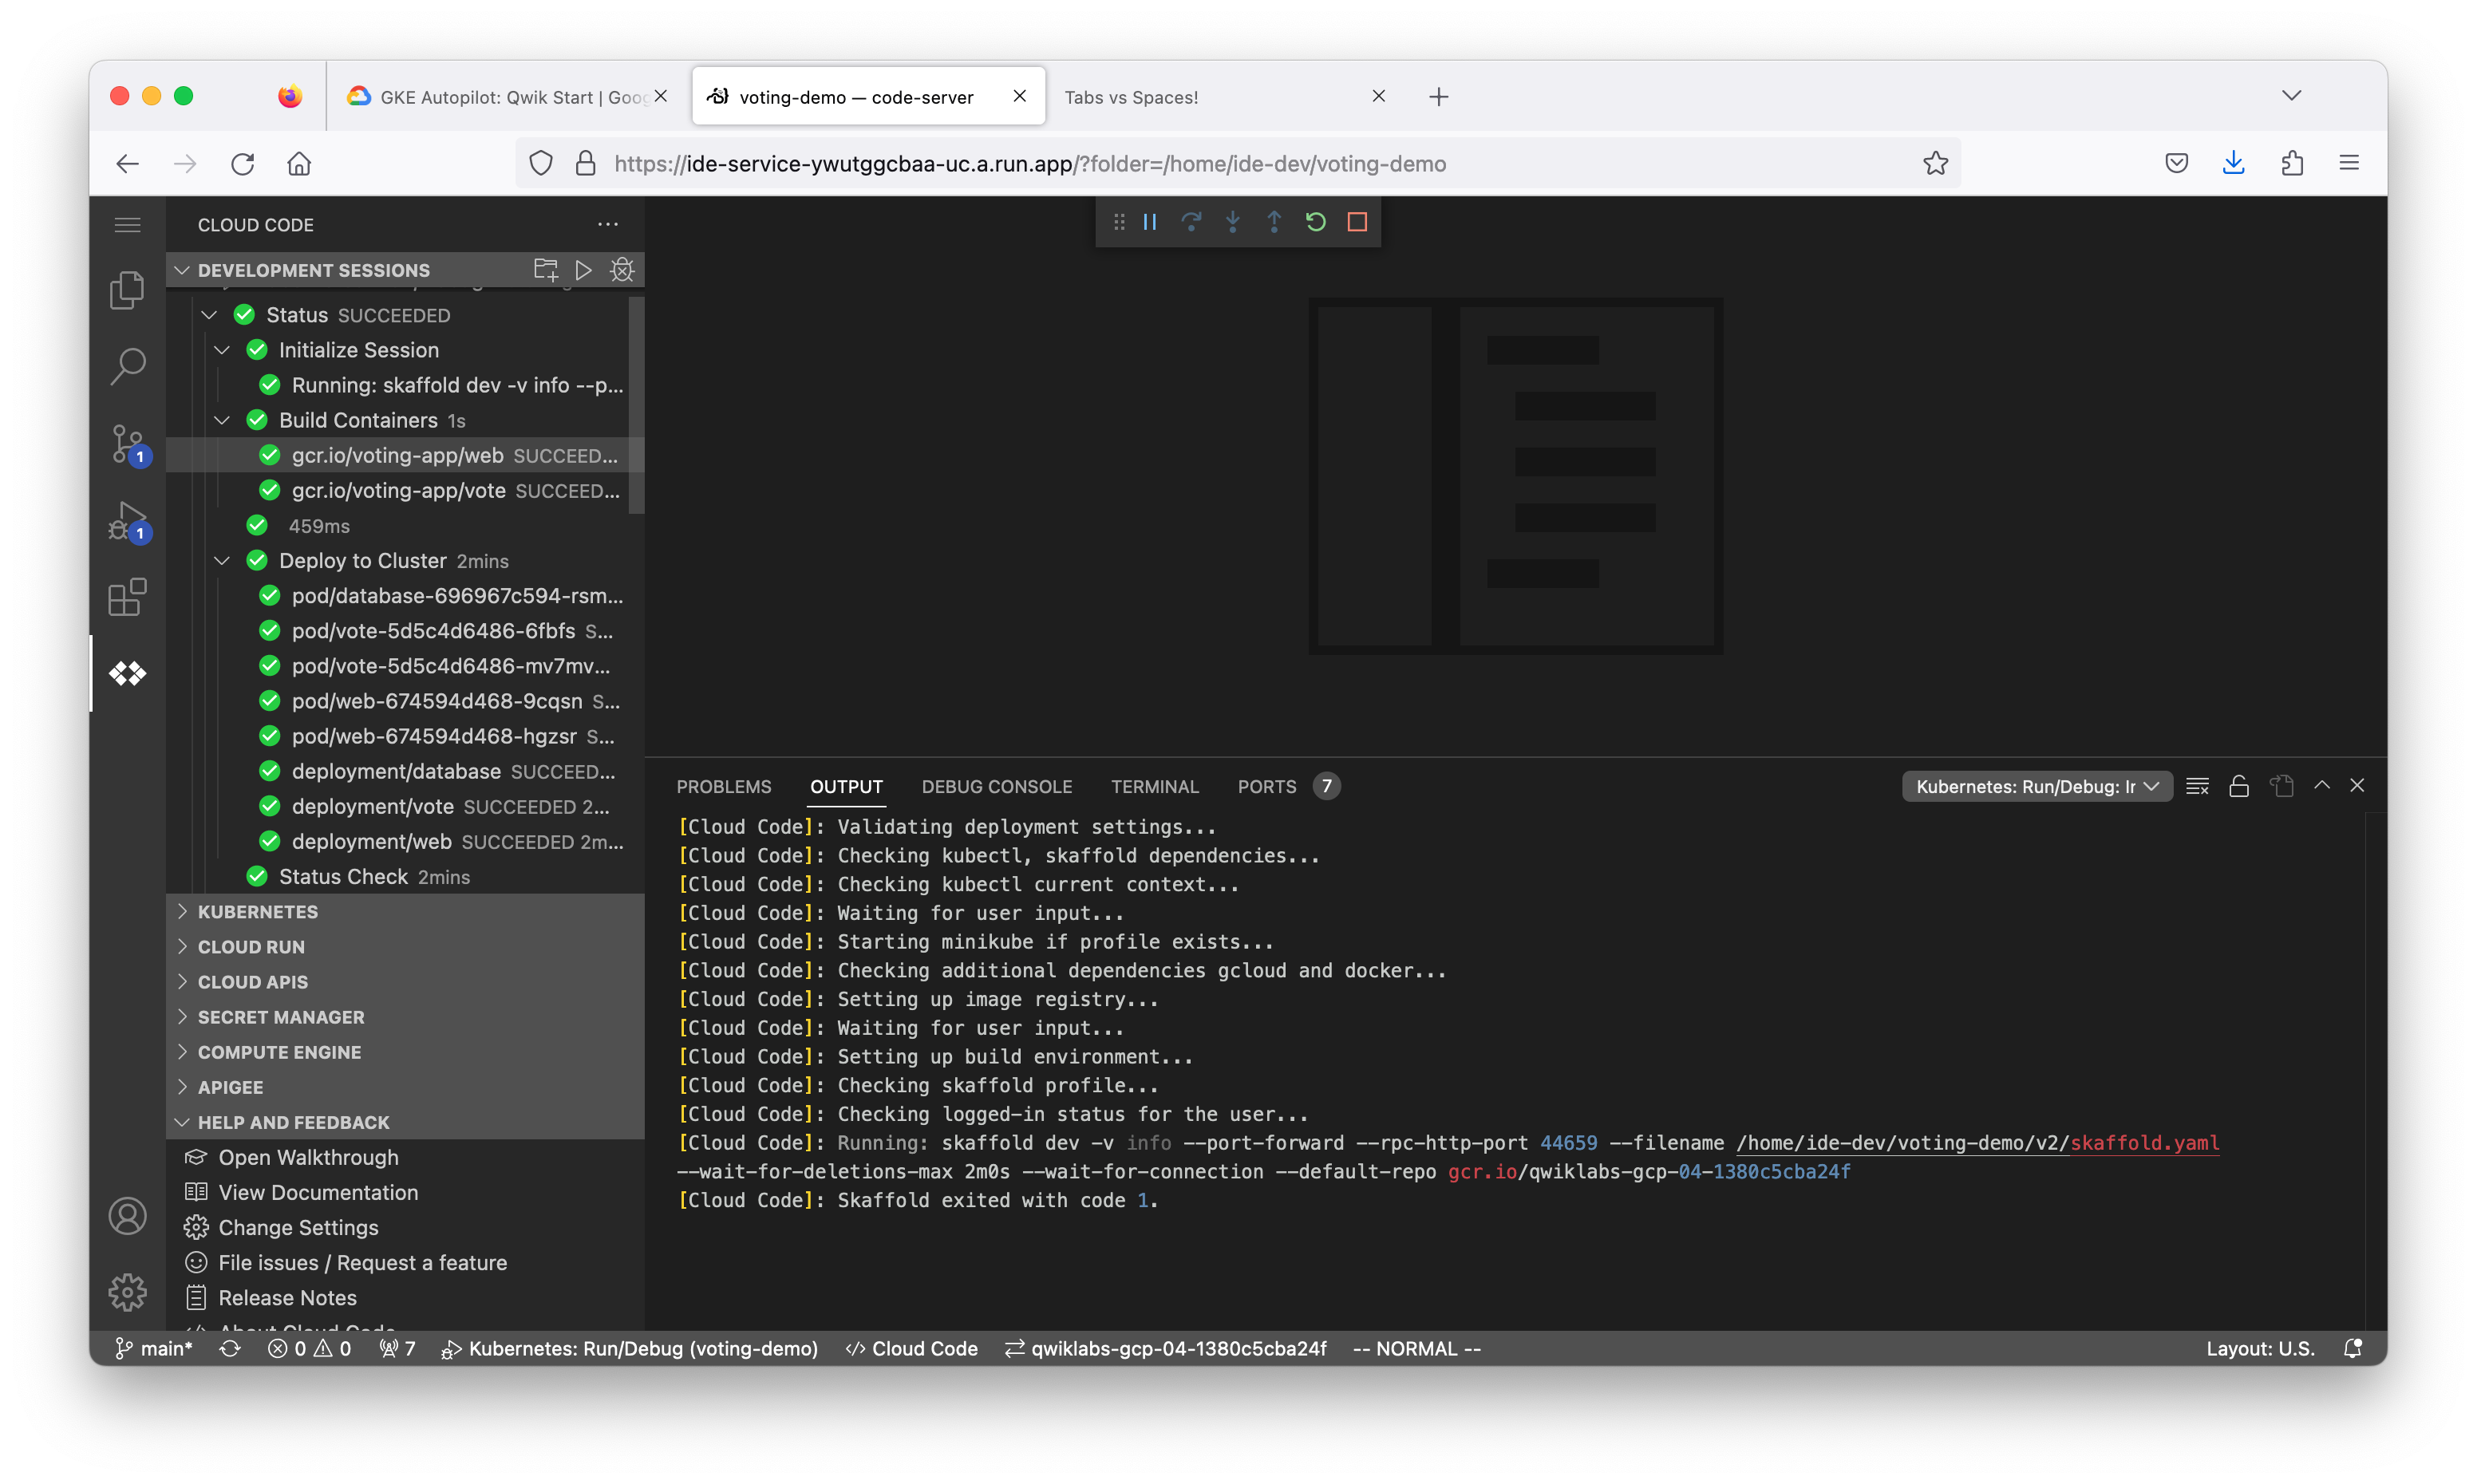 GKE Autopilot: Qwik Start | Goog
voting-demo — code-server
Tabs vs Spaces!
https://ide-service-ywutggcbaa-uc.a.run.app/?folder=/home/ide-dev/voting-demo
CLOUD CODE
DEVELOPMENT SESSIONS
Status SUCCEEDED
Initialize Session
Running: skaffold dev -v info --p...
Build Containers 1s
gcr.io/voting-app/web SUCCEED...
1
gcr.io/voting-app/vote SUCCEED...
459ms
1
Deploy to Cluster 2mins
pod/database-696967c594-rsm...
pod/vote-5d5c4d6486-6fbfs S...
pod/vote-5d5c4d6486-mv7mv...
pod/web-674594d468-9cqsn S...
pod/web-674594d468-hgzsr S...
deployment/database SUCCEED...
deployment/vote SUCCEEDED 2...
deployment/web SUCCEEDED 2m...
Status Check 2mins
KUBERNETES
CLOUD RUN
CLOUD APIS
SECRET MANAGER
COMPUTE ENGINE
APIGEE
HELP AND FEEDBACK
Open Walkthrough
View Documentation
Change Settings
File issues / Request a feature
Release Notes
PROBLEMS OUTPUT DEBUG CONSOLE TERMINAL PORTS 7
Kubernetes: Run/Debug: Ir
[Cloud Code]: Validating deployment settings...
[Cloud Code]: Checking kubectl, skaffold dependencies...
[Cloud Code]: Checking kubectl current context...
[Cloud Code]: Waiting for user input...
[Cloud Code]: Starting minikube if profile exists...
[Cloud Code]: Checking additional dependencies gcloud and docker...
[Cloud Code]: Setting up image registry...
[Cloud Code]: Waiting for user input...
[Cloud Code]: Setting up build environment...
[Cloud Code]: Checking skaffold profile...
[Cloud Code]: Checking logged-in status for the user...
[Cloud Code]: Running: skaffold dev -v info --port-forward --rpc-http-port 44659 --filename /home/ide-dev/voting-demo/v2/skaffold.yaml
--wait-for-deletions-max 2m0s --wait-for-connection --default-repo gcr.io/qwiklabs-gcp-04-1380c5cba24f
[Cloud Code]: Skaffold exited with code 1.
main* 0 0 7 Kubernetes: Run/Debug (voting-demo) Cloud Code qwiklabs-gcp-04-1380c5cba24f -- NORMAL -- Layout: U.S.